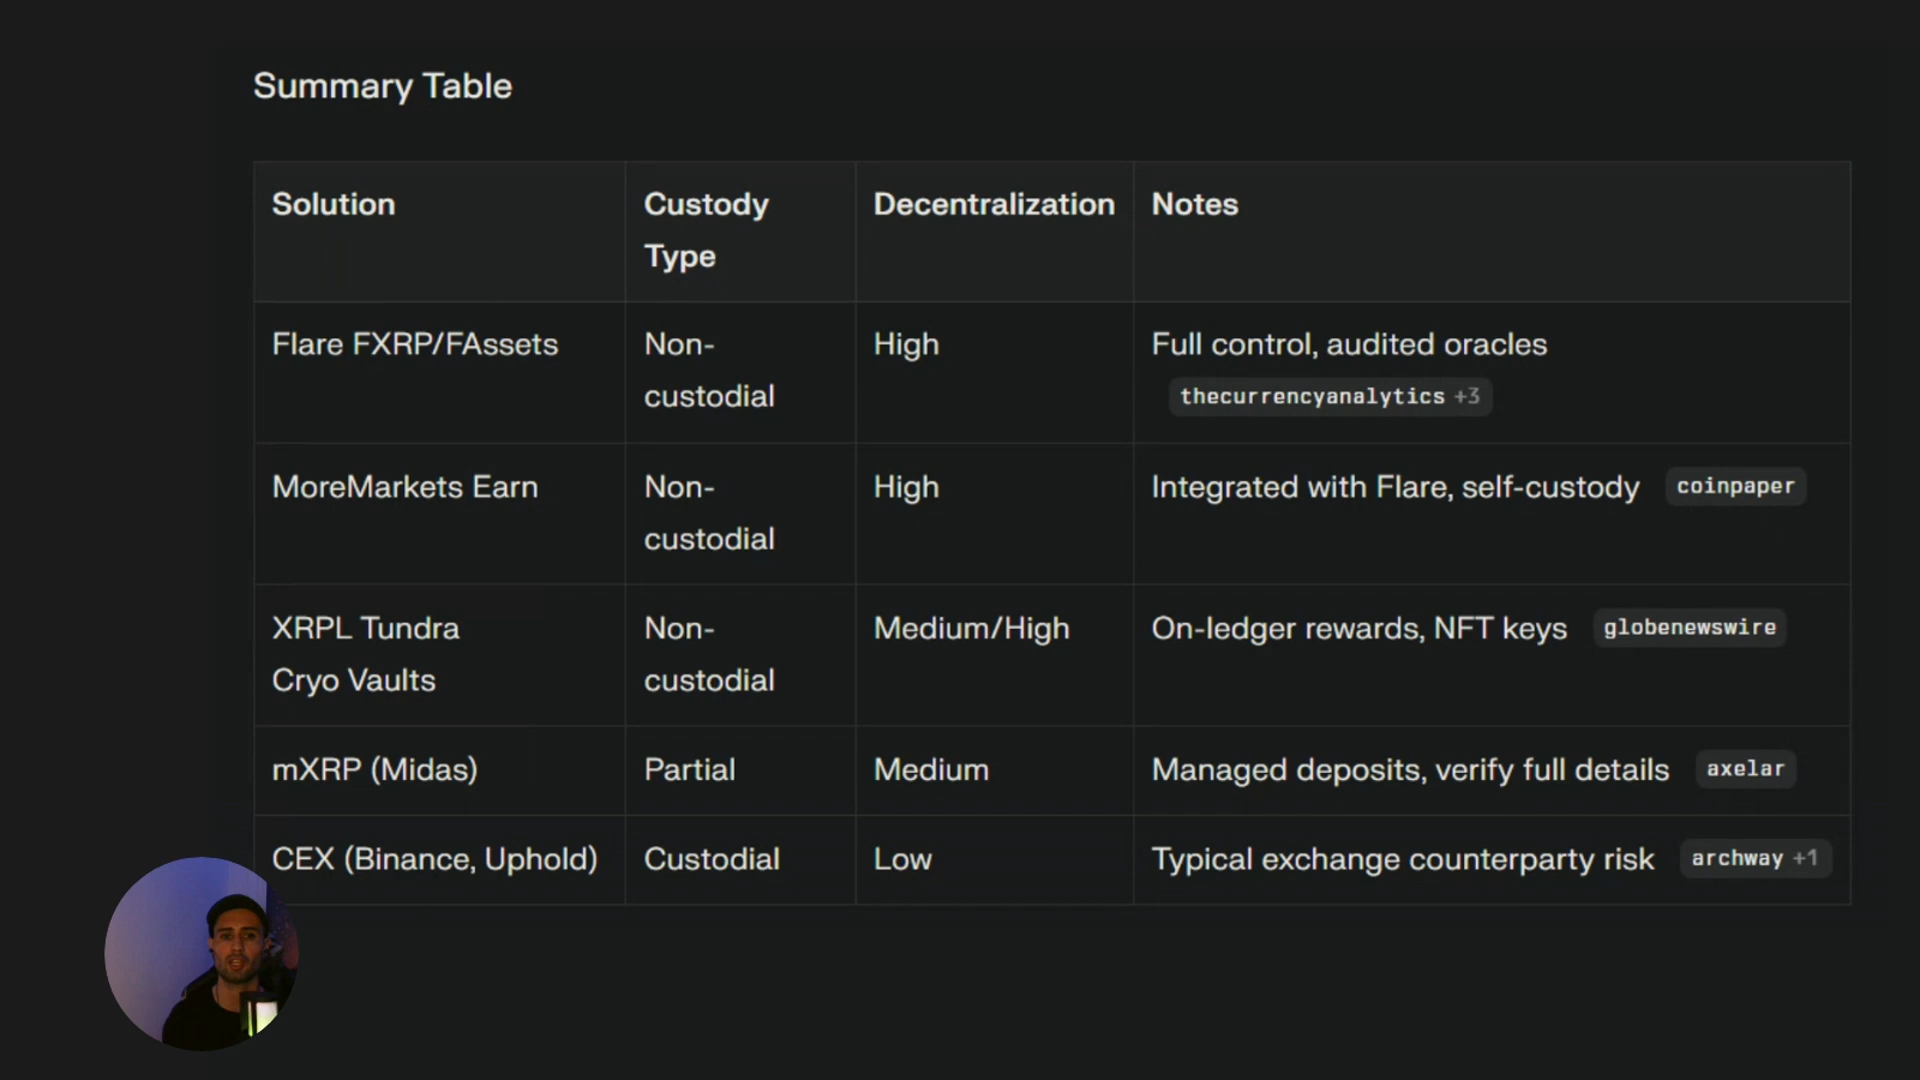 Summary Table
Solution
Custody
Type
Decentralization
Notes
Flare FXRP/FAssets
Non-
custodial
High
Full control, audited oracles
thecurrencyanalytics +3
MoreMarkets Earn
Non-
custodial
High
Integrated with Flare, self-custody coinpaper
XRPL Tundra
Cryo Vaults
Non-
custodial
Medium/High
On-ledger rewards, NFT keys globenewswire
mXRP (Midas)
Partial
Medium
Managed deposits, verify full details axelar
CEX (Binance, Uphold)
Custodial
Low
Typical exchange counterparty risk archway +1